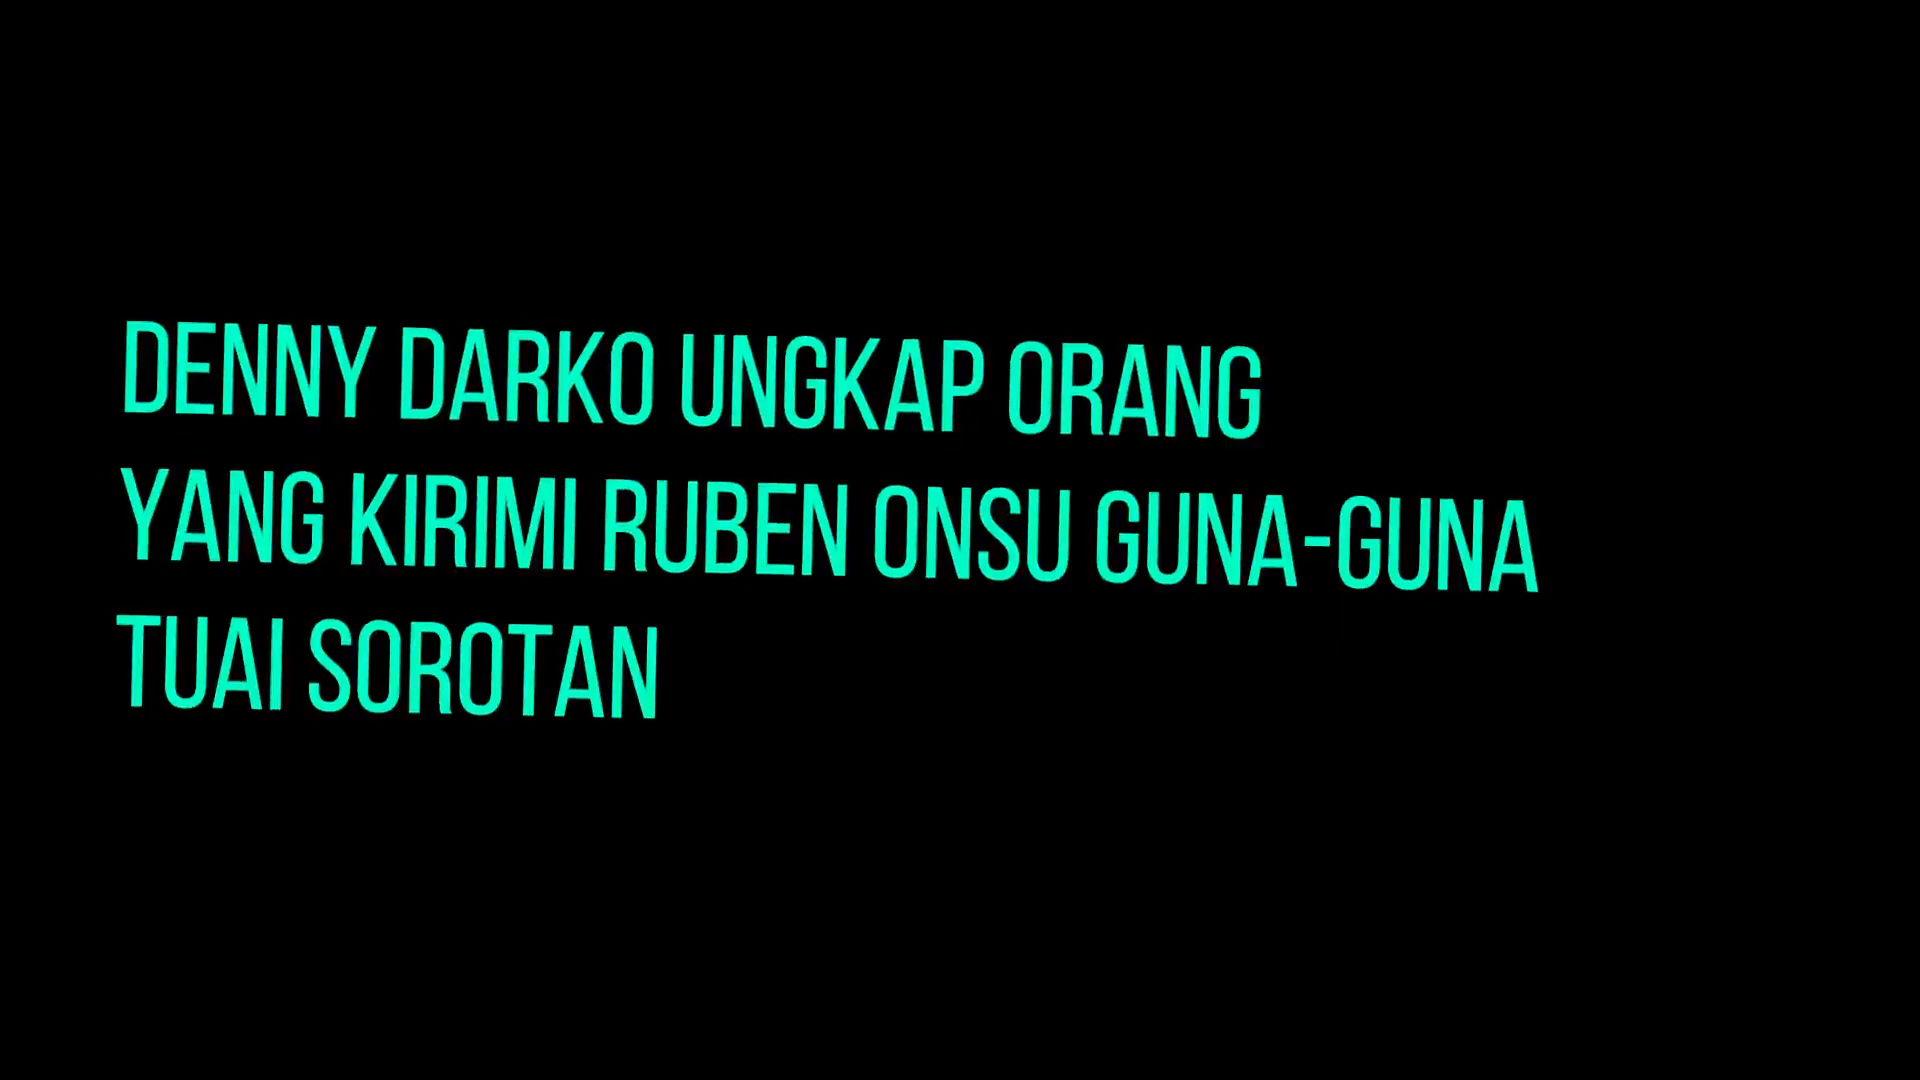 DENNY DARKO UNGKAP ORANG
YANG KIRIMI RUBEN ONSU GUNA-GUNA
TUAI SOROTAN